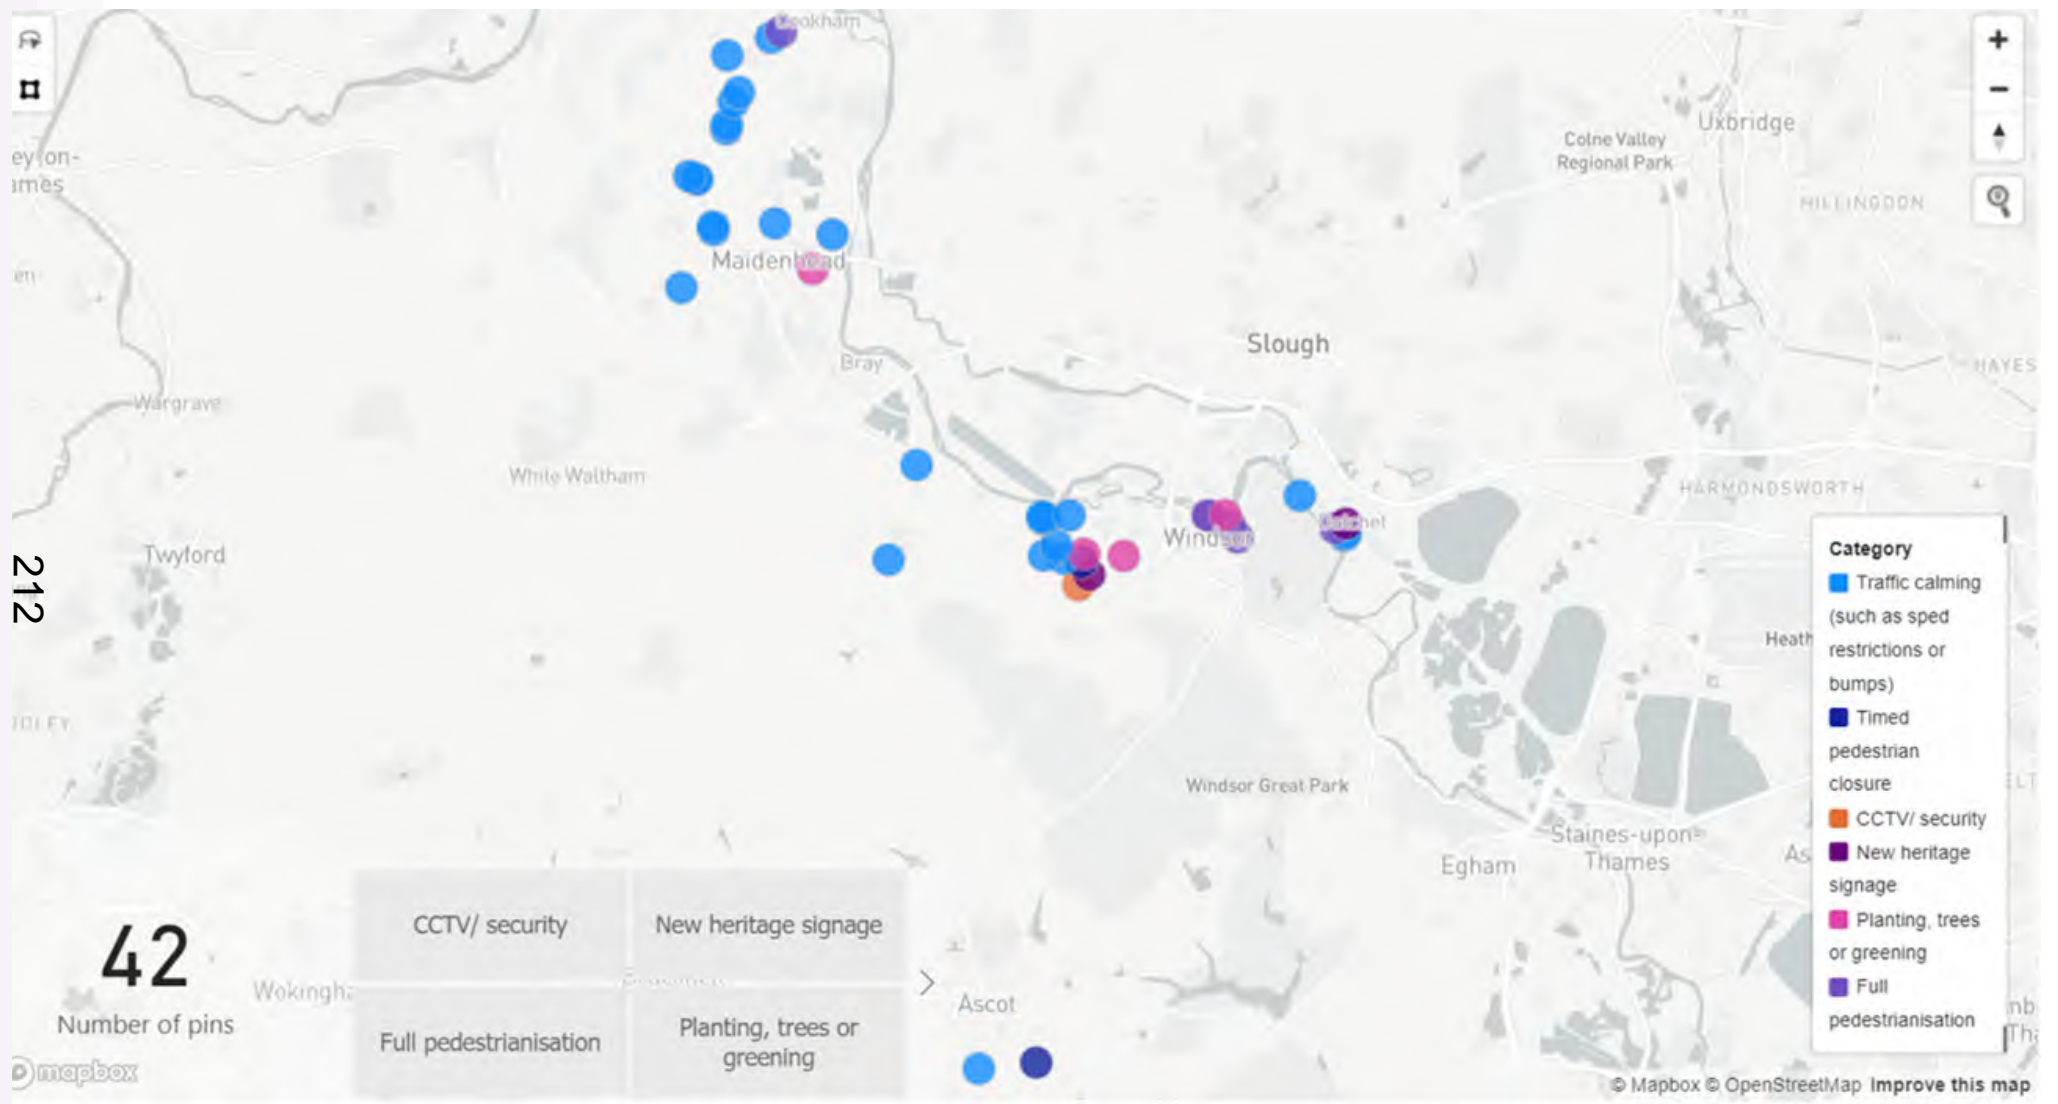 Cookham
Uxbridge
Colne Valley
Regional Park
HILLINGDON
Maidenhead
Slough
Bray
HAYES
Wargrave
White Waltham
HARMONDSWORTH
Datchet
Windsor
Twyford
212
Heath
Windsor Great Park
Staines-upon-
Thames
Egham
Ascot
Category
Traffic calming
(such as sped
restrictions or
bumps)
Timed
pedestrian
closure
CCTV/ security
New heritage
signage
Planting, trees
or greening
Full
pedestrianisation
42
Number of pins
CCTV/ security
New heritage signage
Full pedestrianisation
Planting, trees or
greening
mapbox
© Mapbox © OpenStreetMap Improve this map